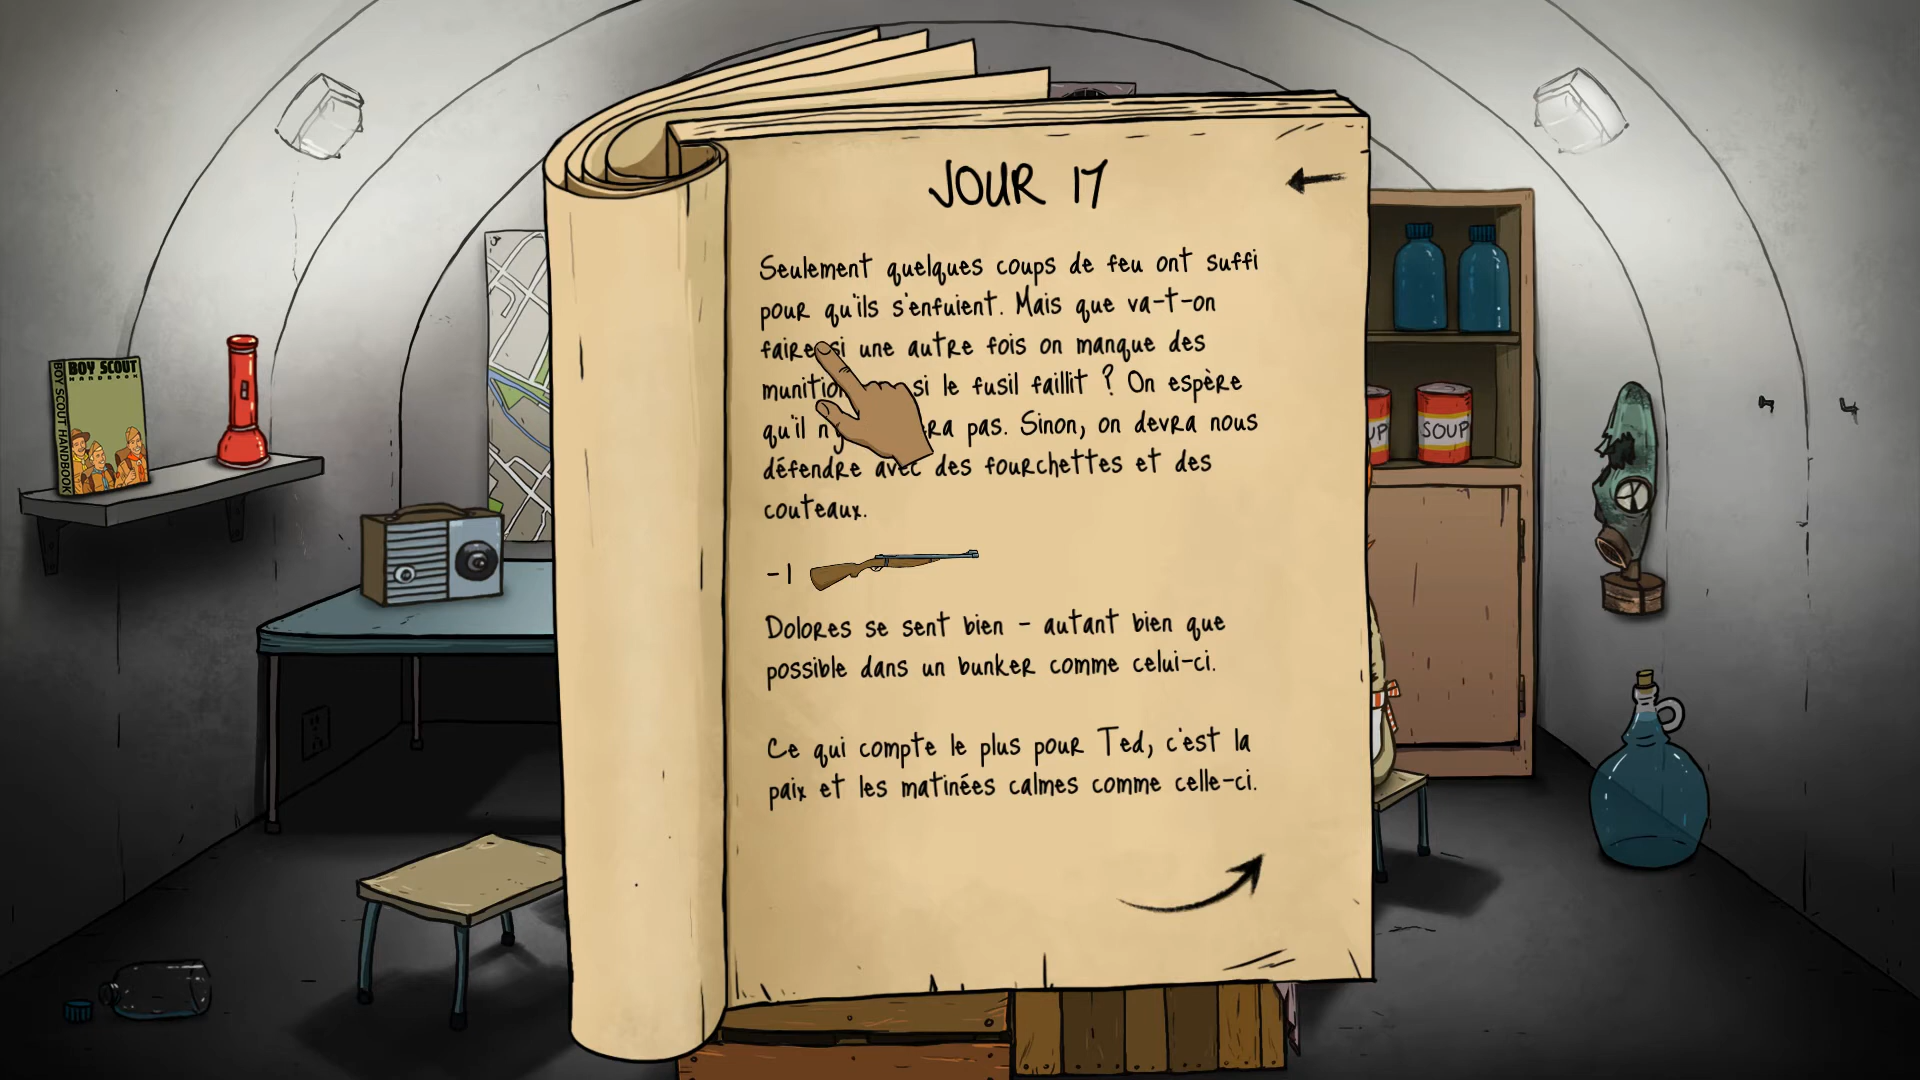 JOUR 17
Seulement quelques coups de feu ont suffi
pour qu'ils s'enfuient. Mais que va-t-on
faire si une autre fois on manque des
si le fusil faillit ? On espère
qu'il pas. Sinon, on devra nous
défendre avec des fourchettes et des
couteaux.
-1
Dolores se sent bien - autant bien que
possible dans un bunker comme celui-ci.
Ce qui compte le plus pour Ted, c'est la
paix et les matinées calmes comme celle-ci.
BOY SCOUT
HANDBOOK
BOY SCOUT HANDBOOK
SOUP